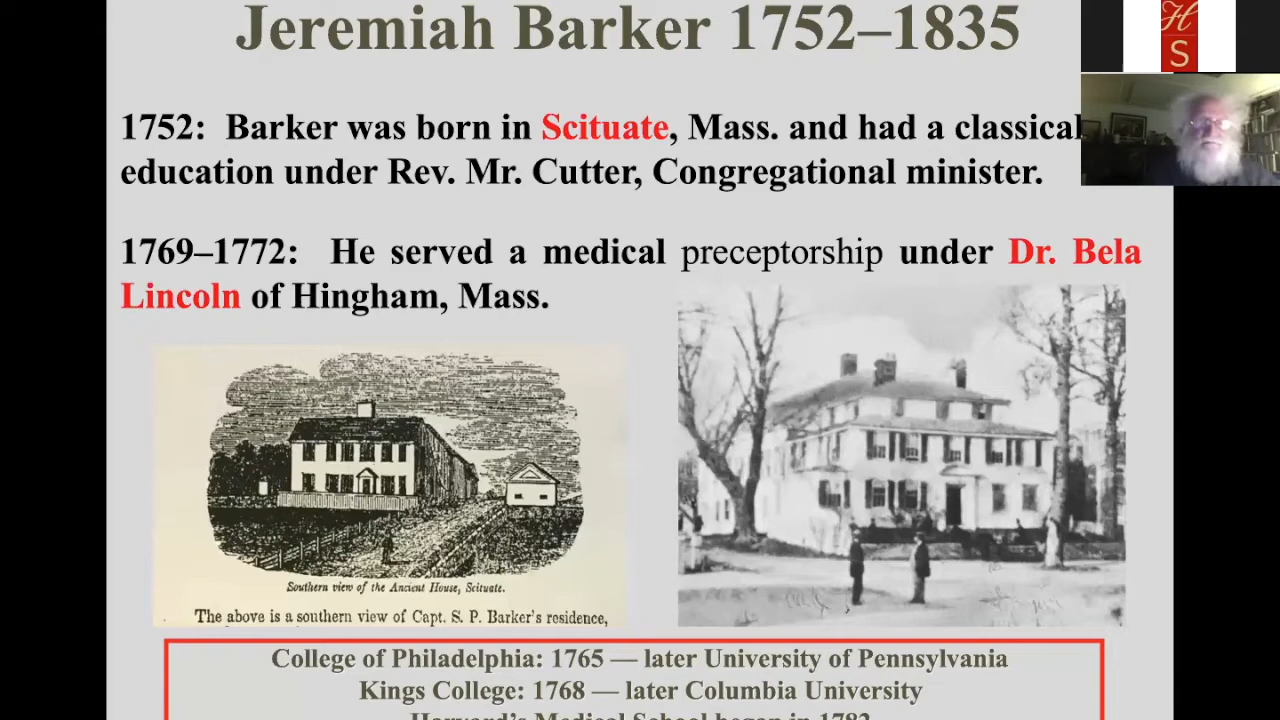 Jeremiah Barker 1752–1835
H
S
1752: Barker was born in Scituate, Mass. and had a classical
education under Rev. Mr. Cutter, Congregational minister.
1769–1772: He served a medical preceptorship under Dr. Bela
Lincoln of Hingham, Mass.
Southern view of the Ancient House, Scituate.
The above is a southern view of Capt. S. P. Barker's residence,
College of Philadelphia: 1765 — later University of Pennsylvania
Kings College: 1768 — later Columbia University
Harvard's Medical School began in 1782